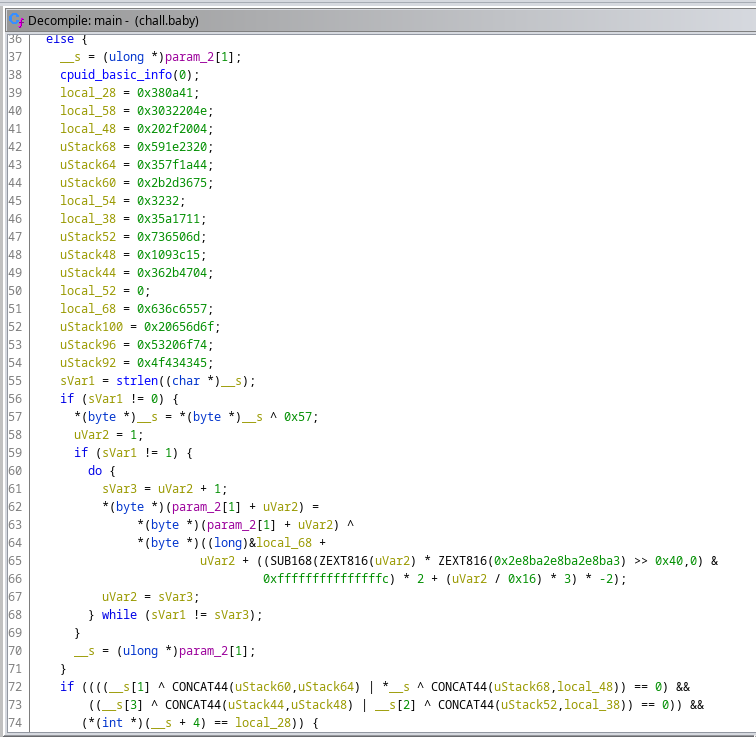 Decompile: main - (chall.baby)
36 else {
37 __s = (ulong *)param_2[1];
38 cpuid_basic_info(0);
39 local_28 = 0x380a41;
40 local_58 = 0x3032204e;
41 local_48 = 0x202f2004;
42 uStack68 = 0x591e2320;
43 uStack64 = 0x357f1a44;
44 uStack60 = 0x2b2d3675;
45 local_54 = 0x3232;
46 local_38 = 0x35a1711;
47 uStack52 = 0x736506d;
48 uStack48 = 0x1093c15;
49 uStack44 = 0x362b4704;
50 local_52 = 0;
51 local_68 = 0x636c6557;
52 uStack100 = 0x20656d6f;
53 uStack96 = 0x53206f74;
54 uStack92 = 0x4f434345;
55 sVar1 = strlen((char *)__s);
56 if (sVar1 != 0) {
57 *(byte *)__s = *(byte *)__s ^ 0x57;
58 uVar2 = 1;
59 if (sVar1 != 1) {
60 do {
61 sVar3 = uVar2 + 1;
62 *(byte *)(param_2[1] + uVar2) =
63 *(byte *)(param_2[1] + uVar2) ^
64 *(byte *)((long)&local_68 +
65 uVar2 + ((SUB168(ZEXT816(uVar2) * ZEXT816(0x2e8ba2e8ba2e8ba3) >> 0x40,0) &
66 0xfffffffffffffffc) * 2 + (uVar2 / 0x16) * 3) * -2);
67 uVar2 = sVar3;
68 } while (sVar1 != sVar3);
69 }
70 __s = (ulong *)param_2[1];
71 }
72 if ((((__s[1] ^ CONCAT44(uStack60,uStack64) | *__s ^ CONCAT44(uStack68,local_48)) == 0) &&
73 ((__s[3] ^ CONCAT44(uStack44,uStack48) | __s[2] ^ CONCAT44(uStack52,local_38)) == 0)) &&
74 (*(int *)(__s + 4) == local_28)) {